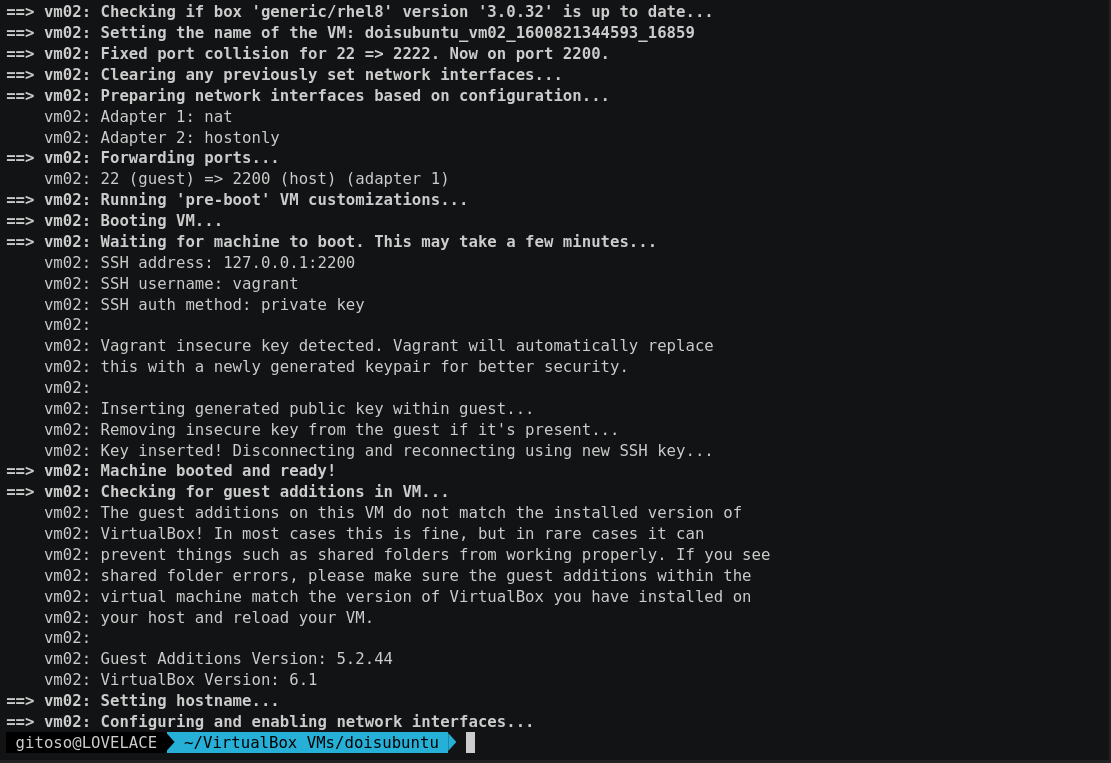 ==> vm02: Checking if box 'generic/rhel8' version '3.0.32' is up to date...
==> vm02: Setting the name of the VM: doisubuntu_vm02_1600821344593_16859
==> vm02: Fixed port collision for 22 => 2222. Now on port 2200.
==> vm02: Clearing any previously set network interfaces...
==> vm02: Preparing network interfaces based on configuration...
    vm02: Adapter 1: nat
    vm02: Adapter 2: hostonly
==> vm02: Forwarding ports...
    vm02: 22 (guest) => 2200 (host) (adapter 1)
==> vm02: Running 'pre-boot' VM customizations...
==> vm02: Booting VM...
==> vm02: Waiting for machine to boot. This may take a few minutes...
    vm02: SSH address: 127.0.0.1:2200
    vm02: SSH username: vagrant
    vm02: SSH auth method: private key
    vm02:
    vm02: Vagrant insecure key detected. Vagrant will automatically replace
    vm02: this with a newly generated keypair for better security.
    vm02:
    vm02: Inserting generated public key within guest...
    vm02: Removing insecure key from the guest if it's present...
    vm02: Key inserted! Disconnecting and reconnecting using new SSH key...
==> vm02: Machine booted and ready!
==> vm02: Checking for guest additions in VM...
    vm02: The guest additions on this VM do not match the installed version of
    vm02: VirtualBox! In most cases this is fine, but in rare cases it can
    vm02: prevent things such as shared folders from working properly. If you see
    vm02: shared folder errors, please make sure the guest additions within the
    vm02: virtual machine match the version of VirtualBox you have installed on
    vm02: your host and reload your VM.
    vm02:
    vm02: Guest Additions Version: 5.2.44
    vm02: VirtualBox Version: 6.1
==> vm02: Setting hostname...
==> vm02: Configuring and enabling network interfaces...
gitoso@LOVELACE ~/VirtualBox VMs/doisubuntu